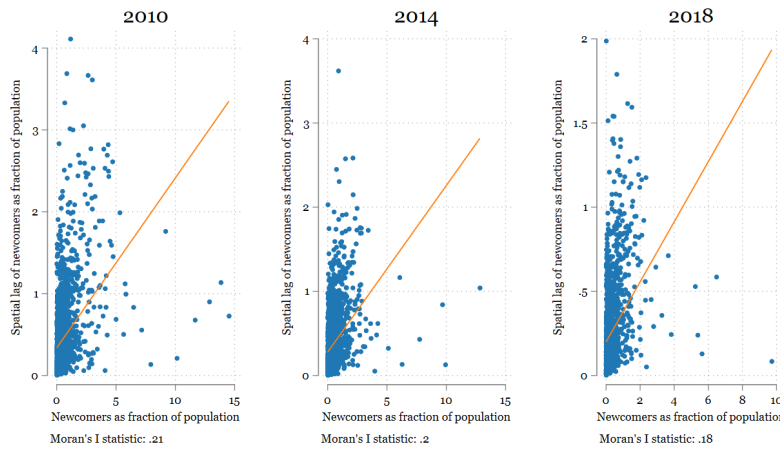 2010
Spatial lag of newcomers as fraction of population
4
3
2
1
0
0 5 10 15
Newcomers as fraction of population
Moran's I statistic: .21
2014
Spatial lag of newcomers as fraction of population
4
3
2
1
0
0 5 10 15
Newcomers as fraction of population
Moran's I statistic: .2
2018
Spatial lag of newcomers as fraction of population
2
1.5
1
.5
0
0 2 4 6 8 10
Newcomers as fraction of population
Moran's I statistic: .18